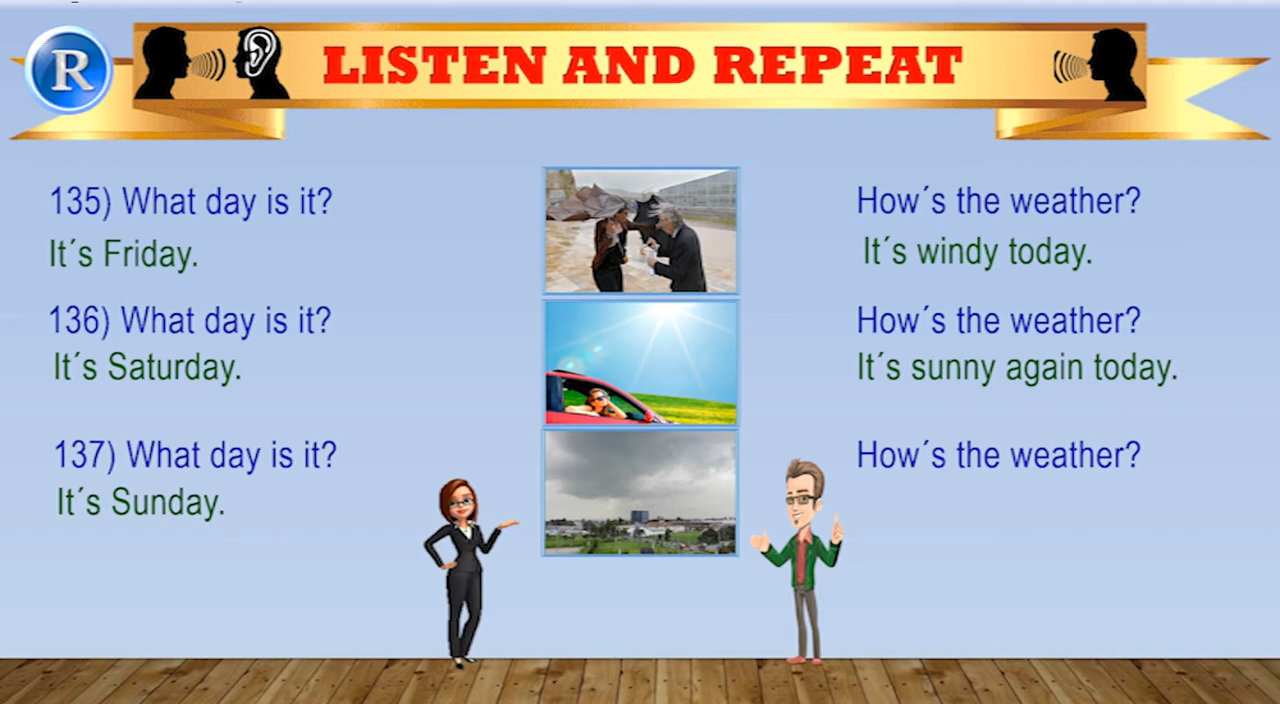 R
LISTEN AND REPEAT
135) What day is it?
How´s the weather?
It´s Friday.
It´s windy today.
136) What day is it?
How´s the weather?
It´s Saturday.
It´s sunny again today.
137) What day is it?
How´s the weather?
It´s Sunday.